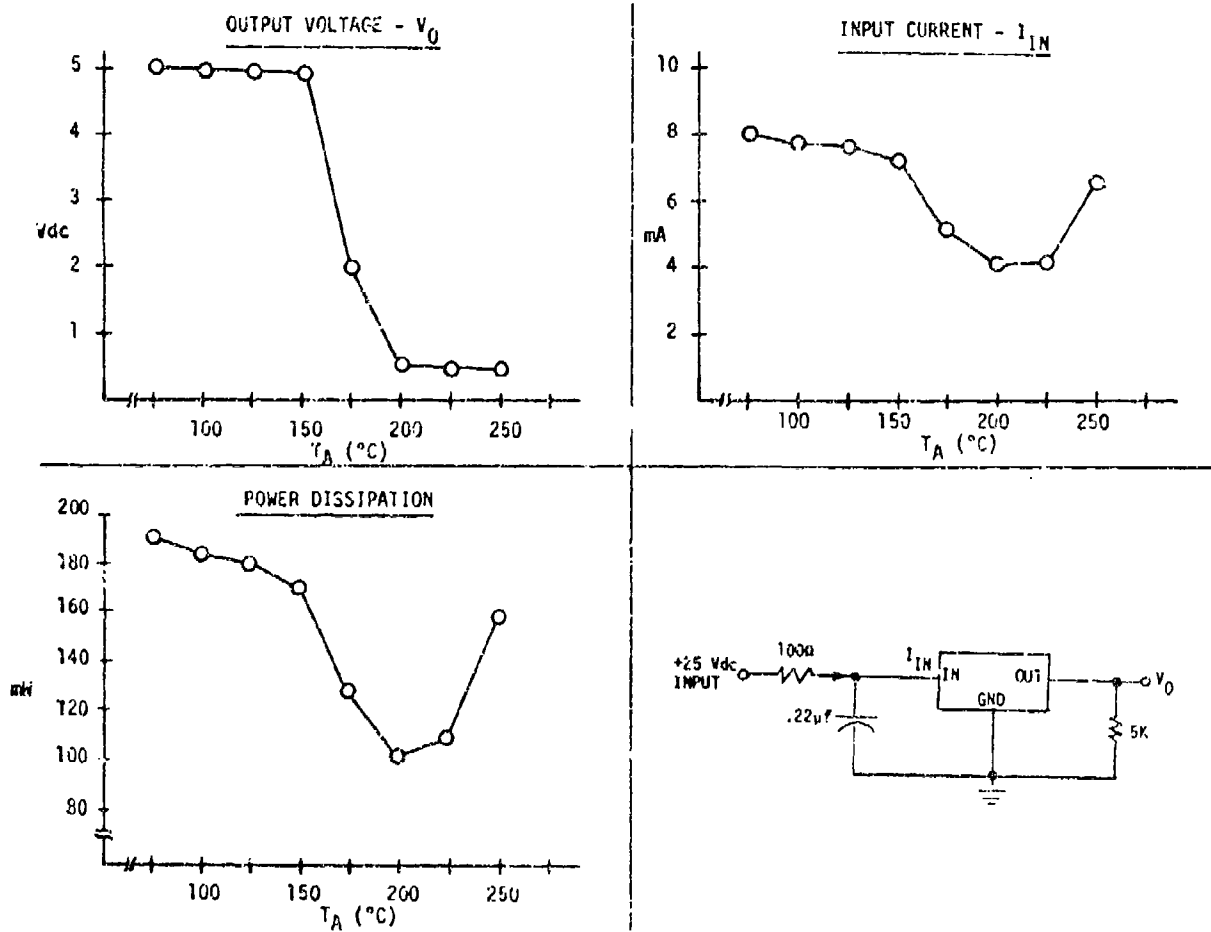 OUTPUT VOLTAGE - V0
5
4
3
Vdc
2
1
100 150 200 250
TA (°C)
INPUT CURRENT - IIN
10
8
6
mA
4
2
100 150 200 250
TA (°C)
POWER DISSIPATION
200
180
160
140
mW
120
100
80
100 150 200 250
TA (°C)
+25 Vdc
INPUT
100Ω
IIN
IN
OUT
GND
V0
.22µf
5K